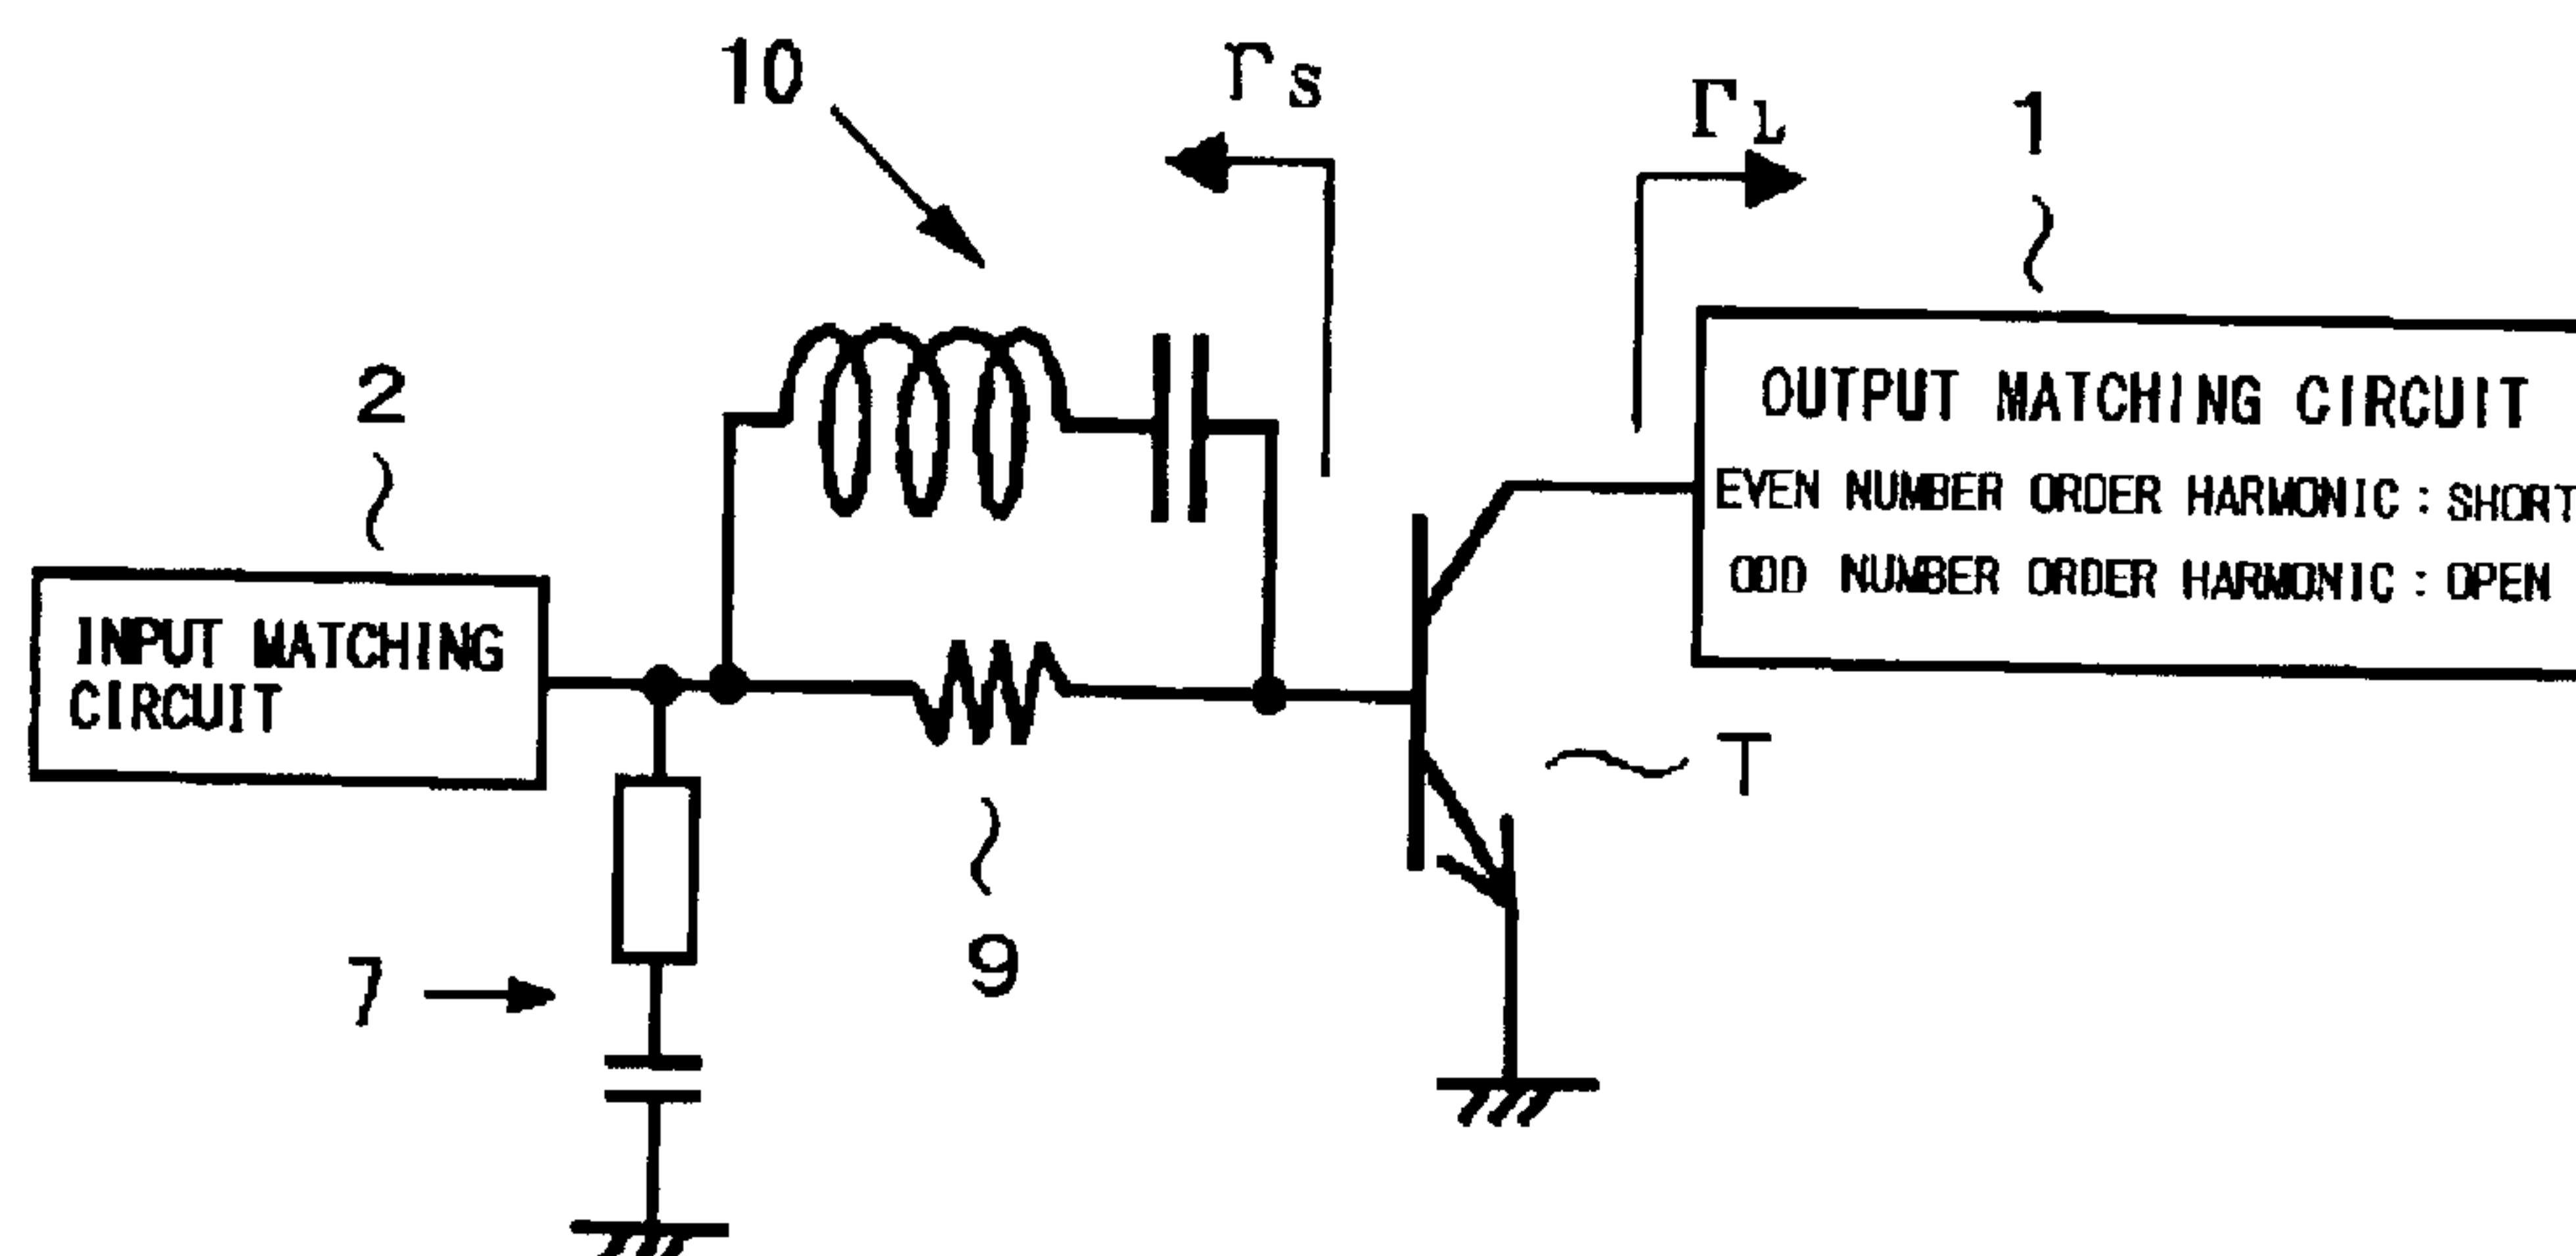 10
Γs
ΓL
1
2
OUTPUT MATCHING CIRCUIT
EVEN NUMBER ORDER HARMONIC : SHORT
ODD NUMBER ORDER HARMONIC : OPEN
INPUT MATCHING
CIRCUIT
T
9
7